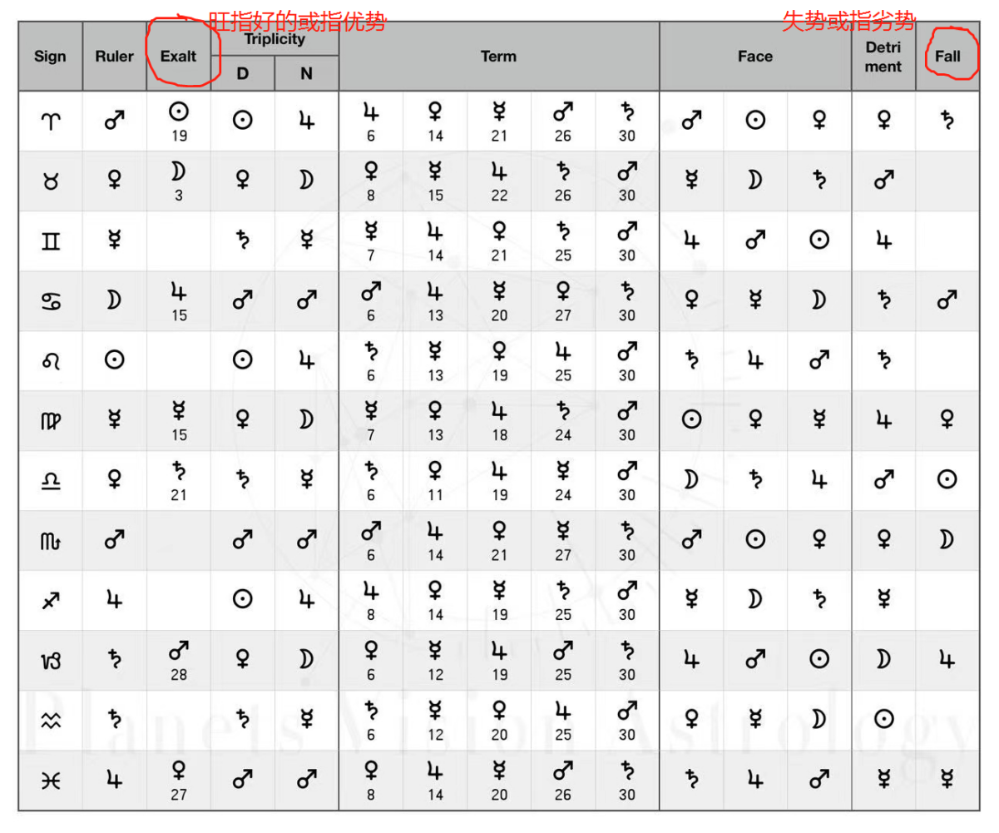 旺指好的或指优势 失势或指劣势
Sign Ruler Exalt Triplicity Term Face Detri ment Fall
D N
♈ ♂ ☉ 19 ☉ ♃ ♃ 6 ♀ 14 ☿ 21 ♂ 26 ♄ 30 ♂ ☉ ♀ ♀ ♄
♉ ♀ ☽ 3 ♀ ☽ ♀ 8 ☿ 15 ♃ 22 ♄ 26 ♂ 30 ☿ ☽ ♄ ♂
♊ ☿ ♄ ☿ ☿ 7 ♃ 14 ♀ 21 ♄ 25 ♂ 30 ♃ ♂ ☉ ♃
♋ ☽ ♃ 15 ♂ ♂ ♂ 6 ♃ 13 ☿ 20 ♀ 27 ♄ 30 ♀ ☿ ☽ ♄ ♂
♌ ☉ ☉ ♃ ♄ 6 ☿ 13 ♀ 19 ♃ 25 ♂ 30 ♄ ♃ ♂ ♄
♍ ☿ ☿ 15 ♀ ☽ ☿ 7 ♀ 13 ♃ 18 ♄ 24 ♂ 30 ☉ ♀ ☿ ♃ ♀
♎ ♀ ♄ 21 ♄ ☿ ♄ 6 ♀ 11 ♃ 19 ☿ 24 ♂ 30 ☽ ♄ ♃ ♂ ☉
♏ ♂ ♂ ♂ ♂ 6 ♃ 14 ♀ 21 ☿ 27 ♄ 30 ♂ ☉ ♀ ♀ ☽
♐ ♃ ☉ ♃ ♃ 8 ♀ 14 ☿ 19 ♄ 25 ♂ 30 ☿ ☽ ♄ ☿
♑ ♄ ♂ 28 ♀ ☽ ♀ 6 ☿ 12 ♃ 19 ♂ 25 ♄ 30 ♃ ♂ ☉ ☽ ♃
♒ ♄ ♄ ☿ ♄ 6 ☿ 12 ♀ 20 ♃ 25 ♂ 30 ♀ ☿ ☽ ☉
♓ ♃ ♀ 27 ♂ ♂ ♀ 8 ♃ 14 ☿ 20 ♂ 26 ♄ 30 ♄ ♃ ♂ ☿ ☿
Planets Vision Astrology